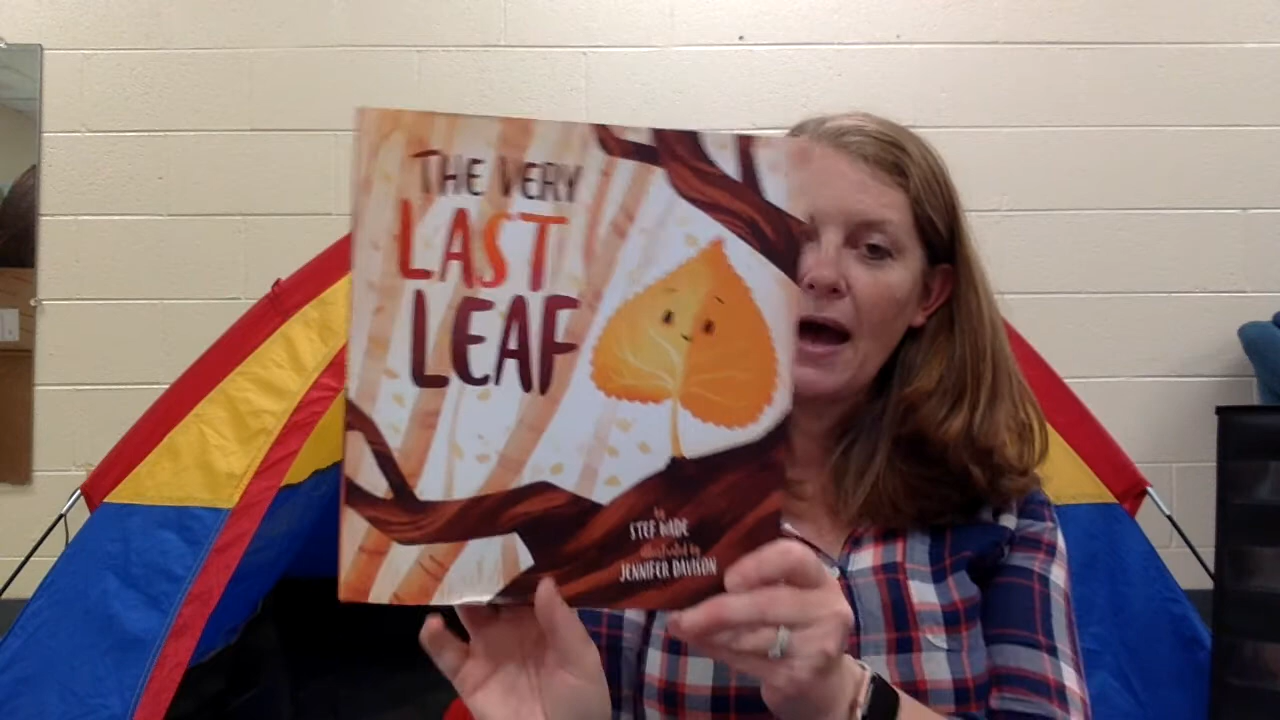 THE VERY
LAST
LEAF
by
STEF WADE
illustrated by
JENNIFER DAVISON